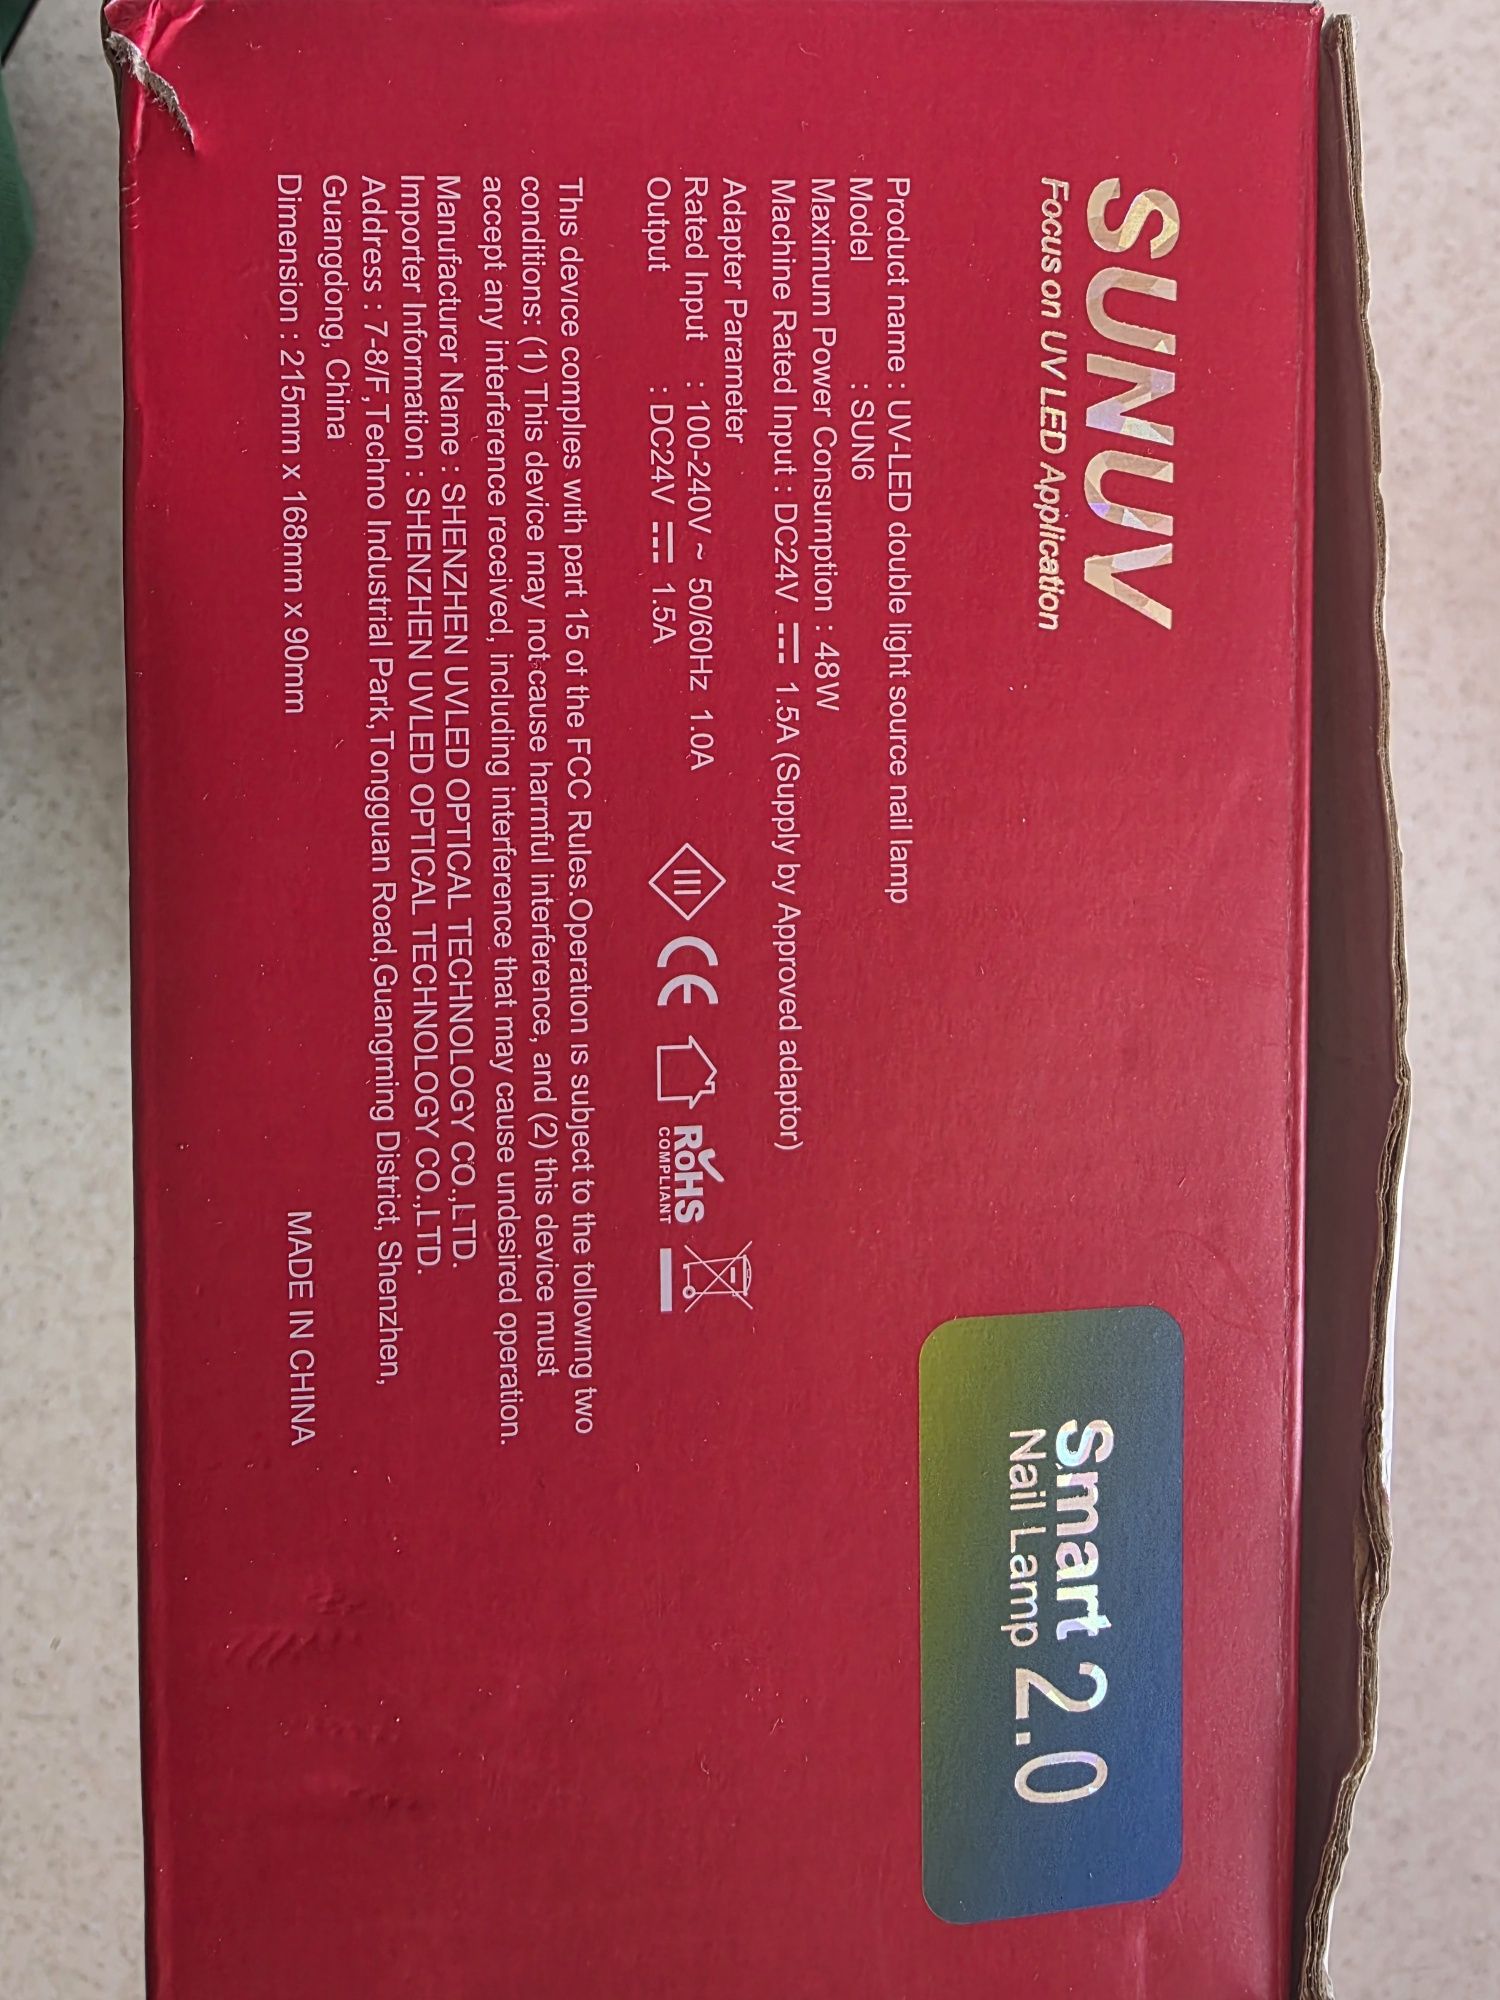 SUNUV
Focus on UV LED Application
Product name : UV-LED double light source nail lamp
Model : SUN6
Maximum Power Consumption : 48W
Machine Rated Input : DC24V ⎓ 1.5A (Supply by Approved adaptor)
Adapter Parameter
Rated Input : 100-240V ~ 50/60Hz 1.0A
Output : DC24V ⎓ 1.5A
III
CE
RoHS
COMPLIANT
This device complies with part 15 of the FCC Rules.Operation is subject to the following two
conditions: (1) This device may not cause harmful interference, and (2) this device must
accept any interference received, including interference that may cause undesired operation.
Manufacturer Name : SHENZHEN UVLED OPTICAL TECHNOLOGY CO.,LTD.
Importer Information : SHENZHEN UVLED OPTICAL TECHNOLOGY CO.,LTD.
Address : 7-8/F,Techno Industrial Park,Tongguan Road,Guangming District, Shenzhen,
Guangdong, China
Dimension : 215mm x 168mm x 90mm
MADE IN CHINA
Smart 2.0
Nail Lamp